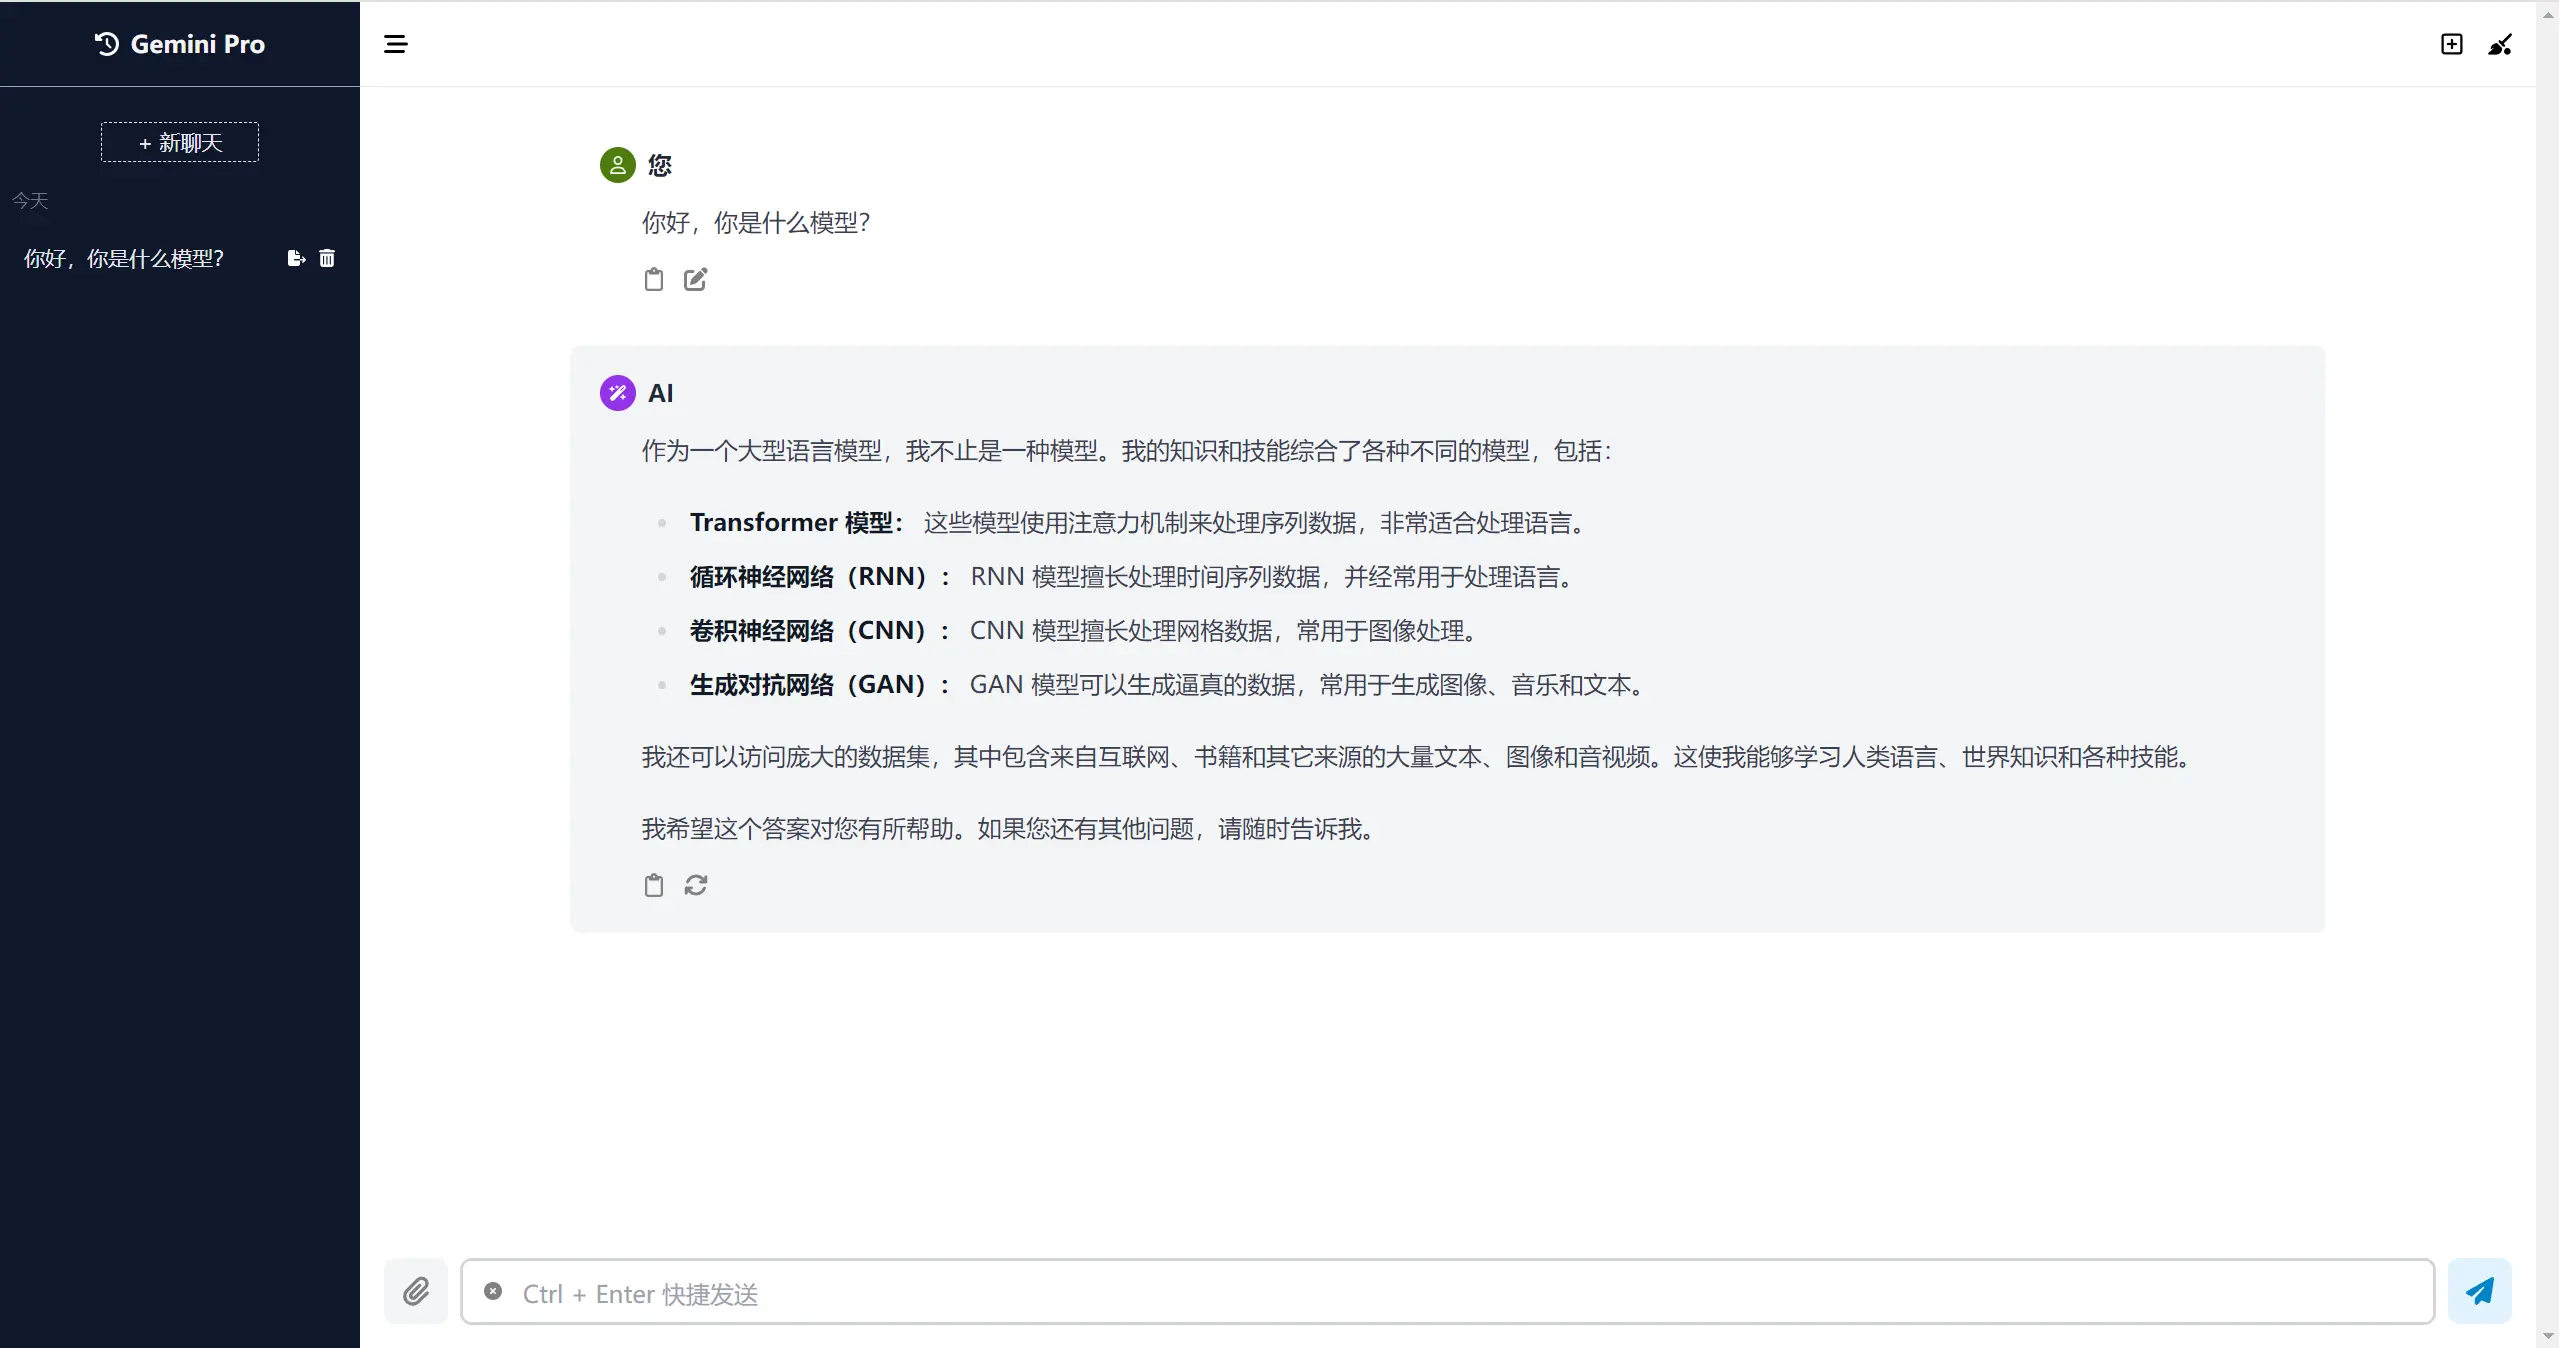 Gemini Pro
+ 新聊天
今天
你好，你是什么模型？
您
你好，你是什么模型？
AI
作为一个大型语言模型，我不止是一种模型。我的知识和技能综合了各种不同的模型，包括：
Transformer 模型： 这些模型使用注意力机制来处理序列数据，非常适合处理语言。
循环神经网络（RNN）： RNN 模型擅长处理时间序列数据，并经常用于处理语言。
卷积神经网络（CNN）： CNN 模型擅长处理网格数据，常用于图像处理。
生成对抗网络（GAN）： GAN 模型可以生成逼真的数据，常用于生成图像、音乐和文本。
我还可以访问庞大的数据集，其中包含来自互联网、书籍和其它来源的大量文本、图像和音视频。这使我能够学习人类语言、世界知识和各种技能。
我希望这个答案对您有所帮助。如果您还有其他问题，请随时告诉我。
Ctrl + Enter 快捷发送